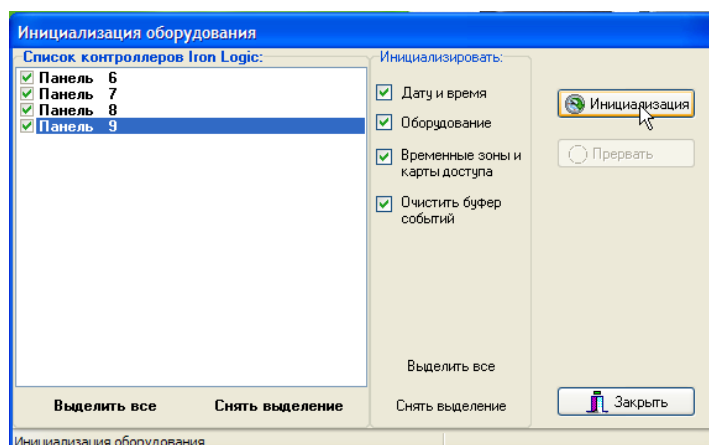 Инициализация оборудования
Список контроллеров Iron Logic:
Панель 6
Панель 7
Панель 8
Панель 9
Выделить все
Снять выделение
Инициализировать:
Дату и время
Оборудование
Временные зоны и
карты доступа
Очистить буфер
событий
Выделить все
Снять выделение
Инициализация
Прервать
Закрыть
Инициализация оборудования